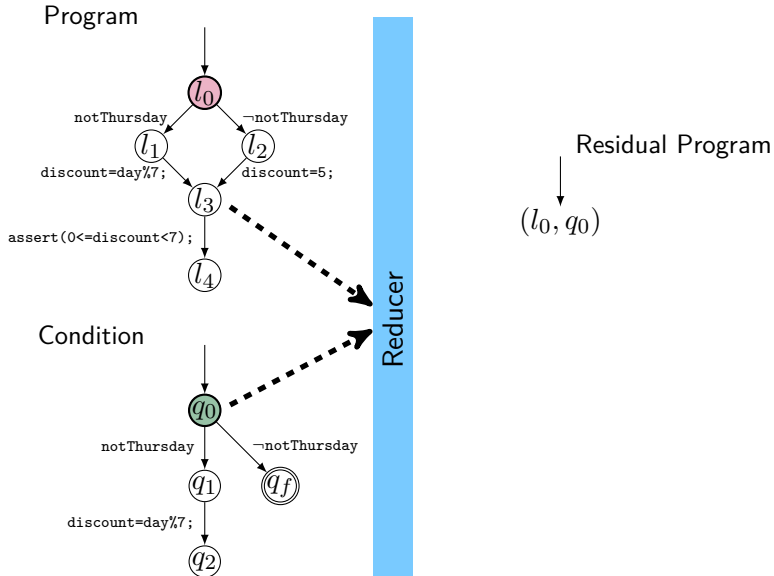 Program
l0
notThursday
¬notThursday
l1
l2
discount=day%7;
discount=5;
l3
assert(0<=discount<7);
l4
Condition
q0
notThursday
¬notThursday
q1
qf
discount=day%7;
q2
Reducer
Residual Program
(l0, q0)